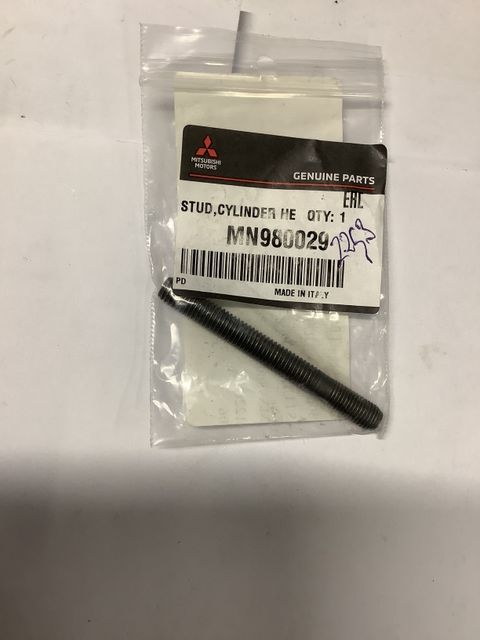 MITSUBISHI
MOTORS
GENUINE PARTS
EAC
STUD,CYLINDER HE QTY: 1
MN980029
PD
MADE IN ITALY